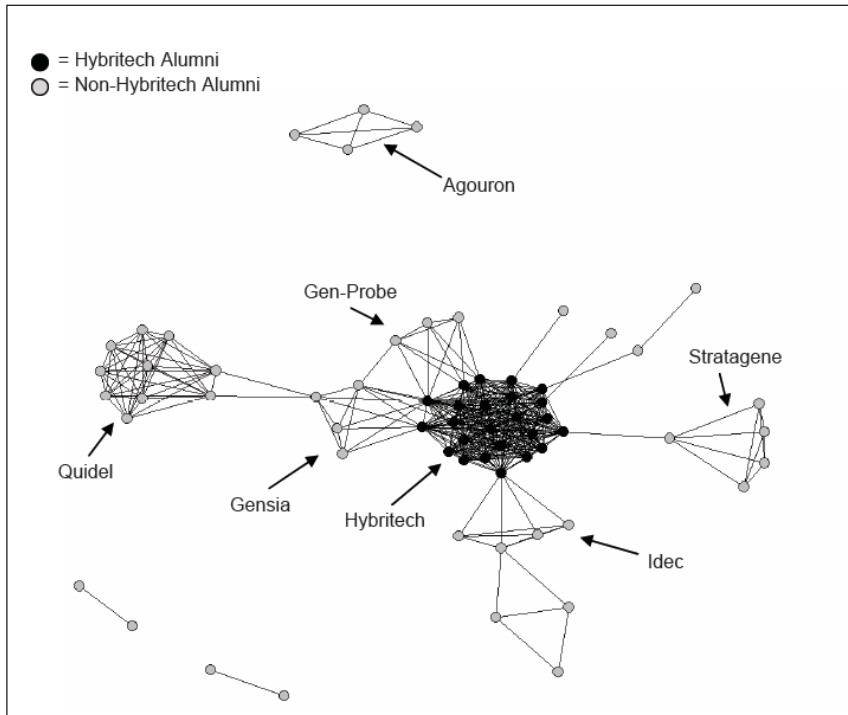 = Hybritech Alumni
= Non-Hybritech Alumni
Agouron
Gen-Probe
Stratagene
Quidel
Gensia
Hybritech
Idec